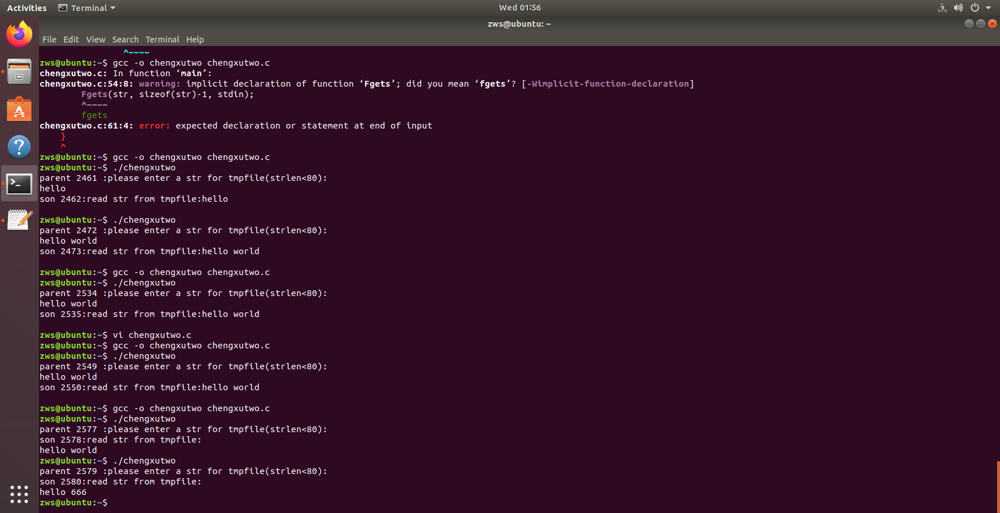 Activities Terminal Wed 01:56
zws@ubuntu: ~
File Edit View Search Terminal Help
^~~~~
zws@ubuntu:~$ gcc -o chengxutwo chengxutwo.c
chengxutwo.c: In function ‘main’:
chengxutwo.c:54:8: warning: implicit declaration of function ‘Fgets’; did you mean ‘fgets’? [-Wimplicit-function-declaration]
Fgets(str, sizeof(str)-1, stdin);
^~~~~
fgets
chengxutwo.c:61:4: error: expected declaration or statement at end of input
}
^
zws@ubuntu:~$ gcc -o chengxutwo chengxutwo.c
zws@ubuntu:~$ ./chengxutwo
parent 2461 :please enter a str for tmpfile(strlen<80):
hello
son 2462:read str from tmpfile:hello
zws@ubuntu:~$ ./chengxutwo
parent 2472 :please enter a str for tmpfile(strlen<80):
hello world
son 2473:read str from tmpfile:hello world
zws@ubuntu:~$ gcc -o chengxutwo chengxutwo.c
zws@ubuntu:~$ ./chengxutwo
parent 2534 :please enter a str for tmpfile(strlen<80):
hello world
son 2535:read str from tmpfile:hello world
zws@ubuntu:~$ vi chengxutwo.c
zws@ubuntu:~$ gcc -o chengxutwo chengxutwo.c
zws@ubuntu:~$ ./chengxutwo
parent 2549 :please enter a str for tmpfile(strlen<80):
hello world
son 2550:read str from tmpfile:hello world
zws@ubuntu:~$ gcc -o chengxutwo chengxutwo.c
zws@ubuntu:~$ ./chengxutwo
parent 2577 :please enter a str for tmpfile(strlen<80):
son 2578:read str from tmpfile:
hello world
zws@ubuntu:~$ ./chengxutwo
parent 2579 :please enter a str for tmpfile(strlen<80):
son 2580:read str from tmpfile:
hello 666
zws@ubuntu:~$